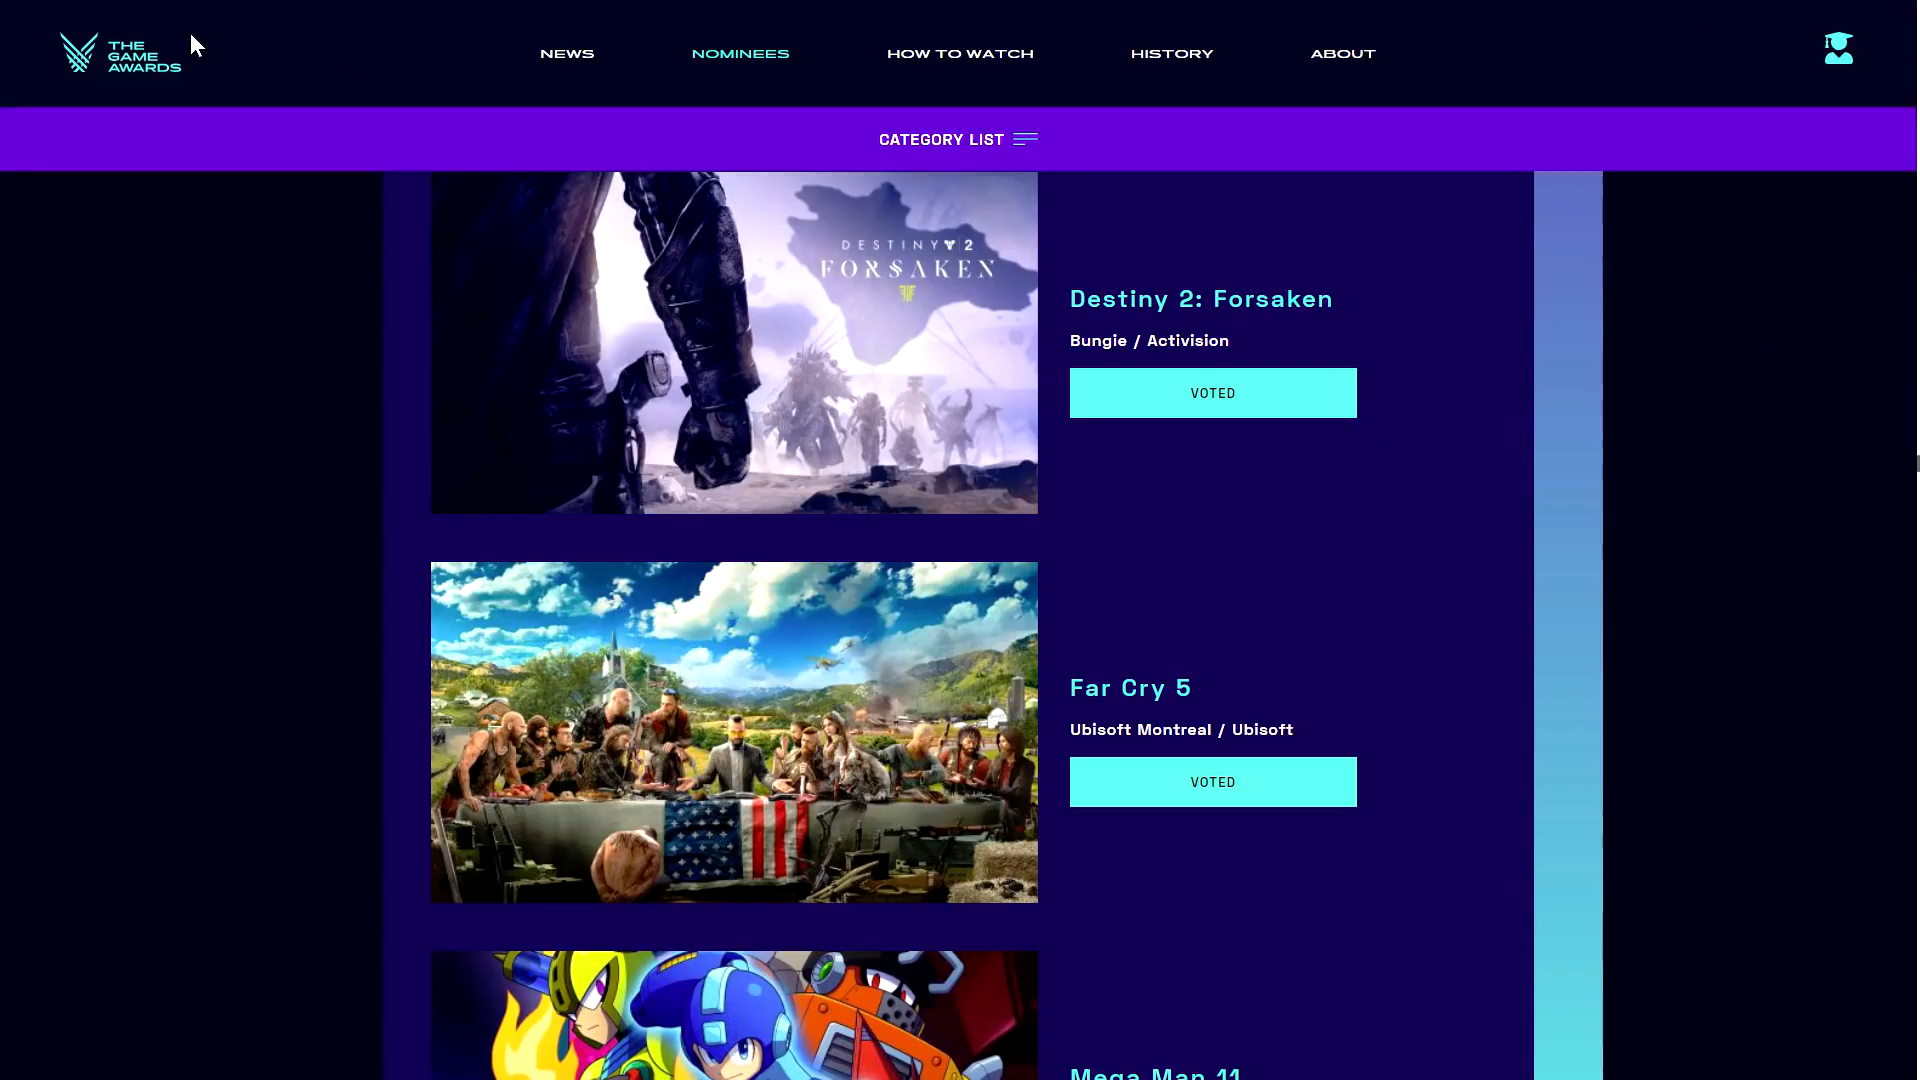 THE
GAME
AWARDS
NEWS
NOMINEES
HOW TO WATCH
HISTORY
ABOUT
CATEGORY LIST
DESTINY 2
FORSAKEN
Destiny 2: Forsaken
Bungie / Activision
VOTED
Far Cry 5
Ubisoft Montreal / Ubisoft
VOTED
Mega Man 11